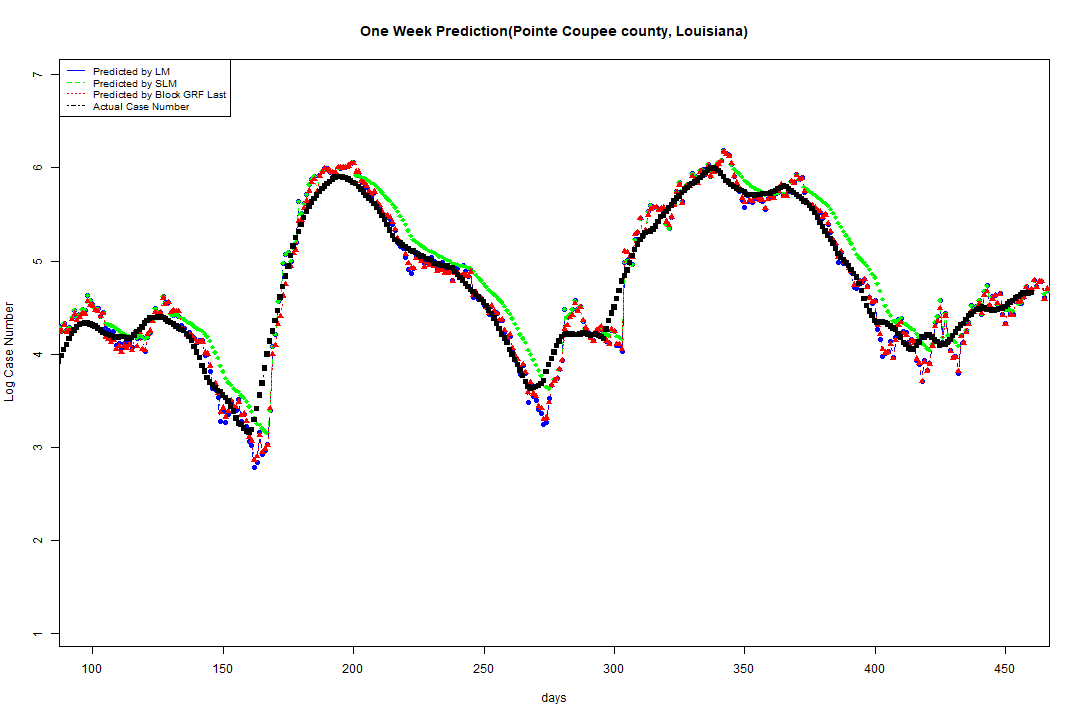 One Week Prediction(Pointe Coupee county, Louisiana)
Predicted by LM
Predicted by SLM
Predicted by Block GRF Last
Actual Case Number
7
6
5
4
3
2
1
Log Case Number
100 150 200 250 300 350 400 450
days